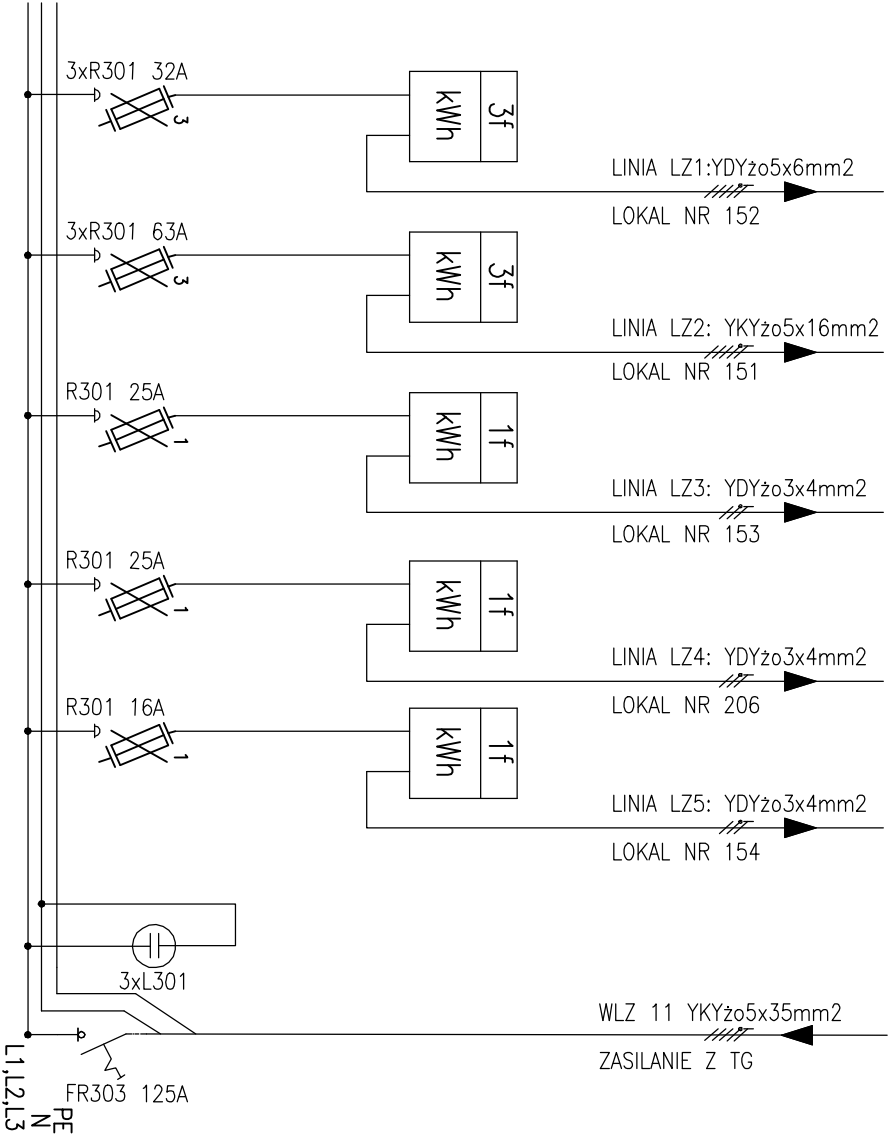 3xR301 32A
3
kWh
3f
LINIA LZ1:YDYżo5x6mm2
LOKAL NR 152
3xR301 63A
3
kWh
3f
LINIA LZ2: YKYżo5x16mm2
LOKAL NR 151
R301 25A
1
kWh
1f
LINIA LZ3: YDYżo3x4mm2
LOKAL NR 153
R301 25A
1
kWh
1f
LINIA LZ4: YDYżo3x4mm2
LOKAL NR 206
R301 16A
1
kWh
1f
LINIA LZ5: YDYżo3x4mm2
LOKAL NR 154
3xL301
WLZ 11 YKYżo5x35mm2
ZASILANIE Z TG
FR303 125A
PE
N
L1,L2,L3